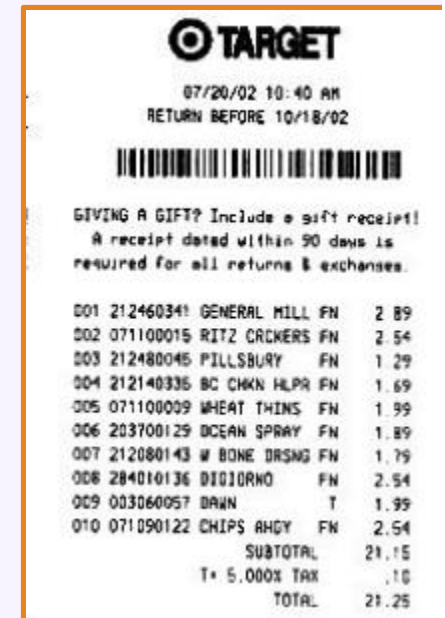 TARGET
07/20/02 10:40 AM
RETURN BEFORE 10/18/02
GIVING A GIFT? Include a gift receipt!
A receipt dated within 90 days is
required for all returns & exchanges.
001 212460341 GENERAL MILL FN 2 89
002 071100015 RITZ CRCKERS FN 2.54
003 212480045 PILLSBURY FN 1 29
004 212140335 BC CHKN HLPR FN 1.69
005 071100009 WHEAT THINS FN 1 99
006 203700129 OCEAN SPRAY FN 1.89
007 212080143 W BONE DRSNG FN 1.79
008 284010136 DIGIORNO FN 2.54
009 003060057 DAWN T 1.99
010 071090122 CHIPS AHOY FN 2.54
SUBTOTAL 21.15
T= 5.000% TAX .10
TOTAL 21.25